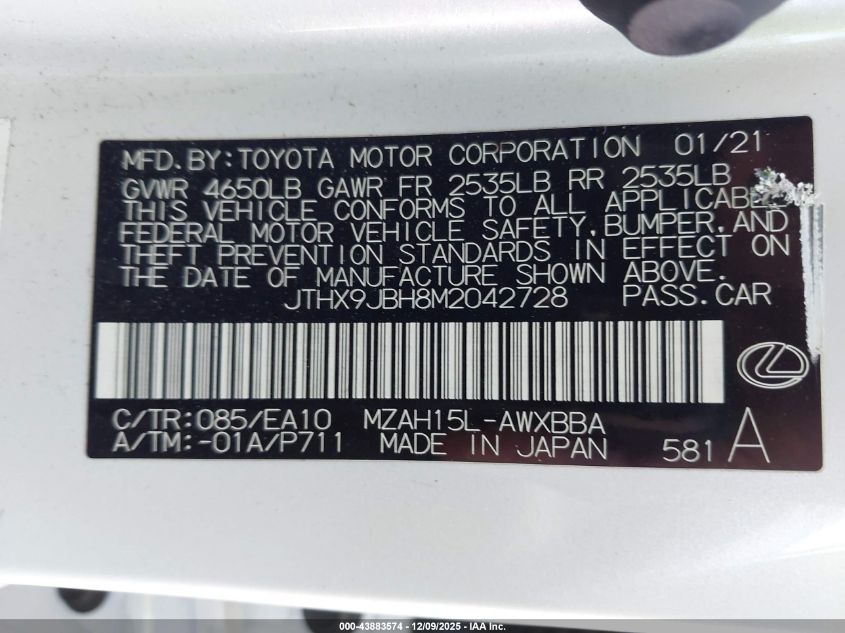 MFD.BY:TOYOTA MOTOR CORPORATION 01/21
GVWR 4650LB GAWR FR 2535LB RR 2535LB
THIS VEHICLE CONFORMS TO ALL APPLICABLE
FEDERAL MOTOR VEHICLE SAFETY,BUMPER,AND
THEFT PREVENTION STANDARDS IN EFFECT ON
THE DATE OF MANUFACTURE SHOWN ABOVE.
JTHX9JBH8M2042728 PASS.CAR
C/TR:085/EA10 MZAH15L-AWXBBA
A/TM:-01A/P711 MADE IN JAPAN 581 A
000-43883574 | 12/09/2025 - IAA, Inc.